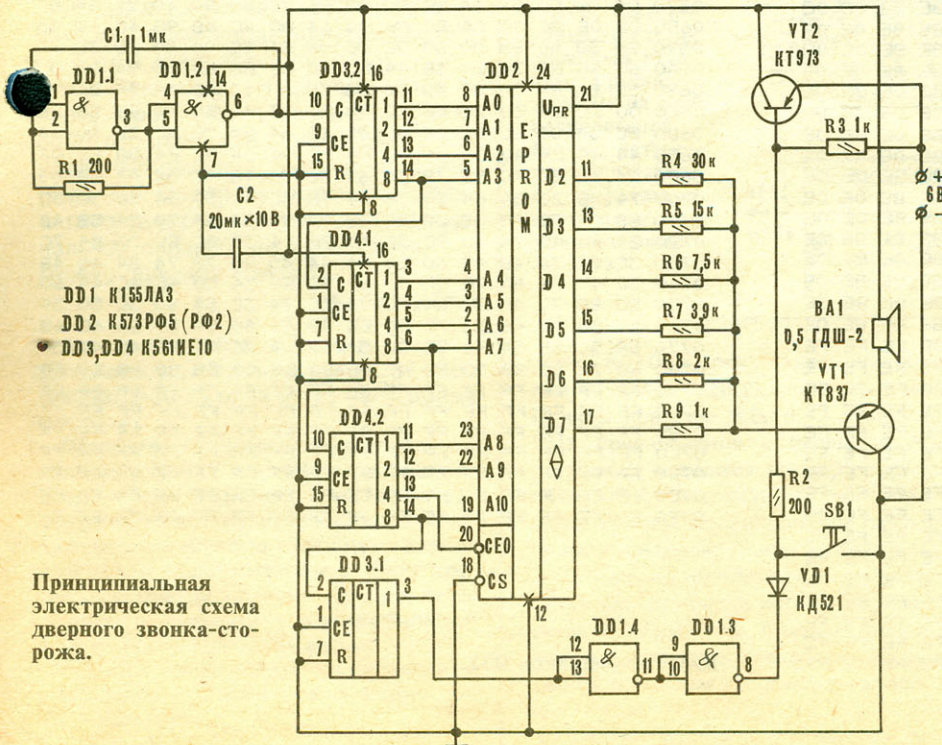 C1 1мк
DD1.1
&
1
2
3
R1 200
DD1.2
14
&
4
5
6
7
C2
20мк×10В
DD1 К155ЛА3
DD2 К573РФ5 (РФ2)
DD3,DD4 К561ИЕ10
Принципиальная
электрическая схема
дверного звонка-сто-
рожа.
DD3.2
16
10 C CT 1 11
9 CE 2 12
15 R 4 13
8 14
8
DD4.1
16
2 C CT 1 3
1 CE 2 4
7 R 4 5
8 6
8
DD4.2
10 C CT 1 11
9 CE 2 12
15 R 4 13
8 14
DD3.1
2 C CT 1 3
1 CE
7 R
DD2
24
EPROM
8 A0
7 A1
6 A2
5 A3
4 A4
3 A5
2 A6
1 A7
23 A8
22 A9
19 A10
20 CEO
18 CS
12
UPR 21
D2 11
D3 13
D4 14
D5 15
D6 16
D7 17
R4 30к
R5 15к
R6 7,5к
R7 3,9к
R8 2к
R9 1к
VT2
КТ973
R3 1к
+
6В
−
BA1
0,5 ГДШ-2
VT1
КТ837
R2
200
SB1
VD1
КД521
DD1.4
12
13
&
11
DD1.3
9
10
&
8